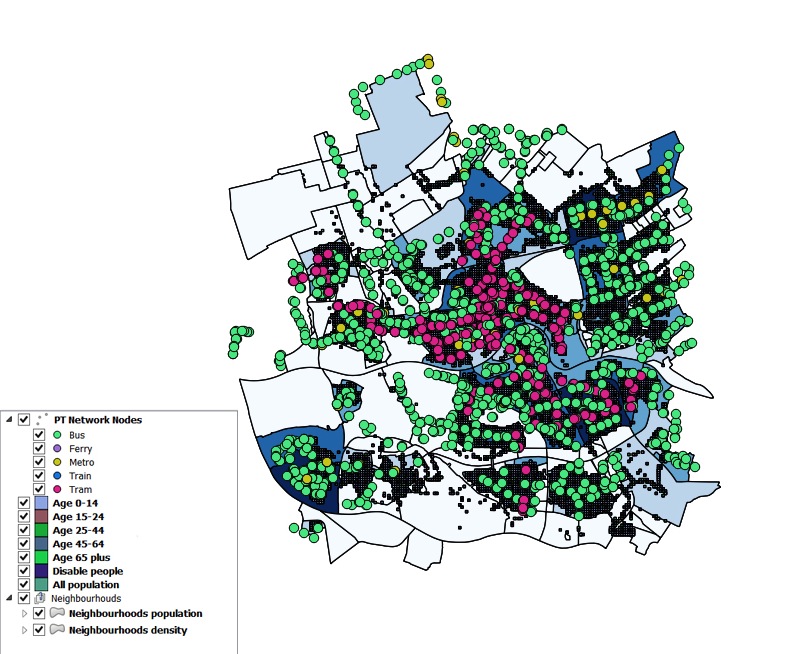 PT Network Nodes
Bus
Ferry
Metro
Train
Tram
Age 0-14
Age 15-24
Age 25-44
Age 45-64
Age 65 plus
Disable people
All population
Neighbourhouds
Neighbourhoods population
Neighbourhoods density